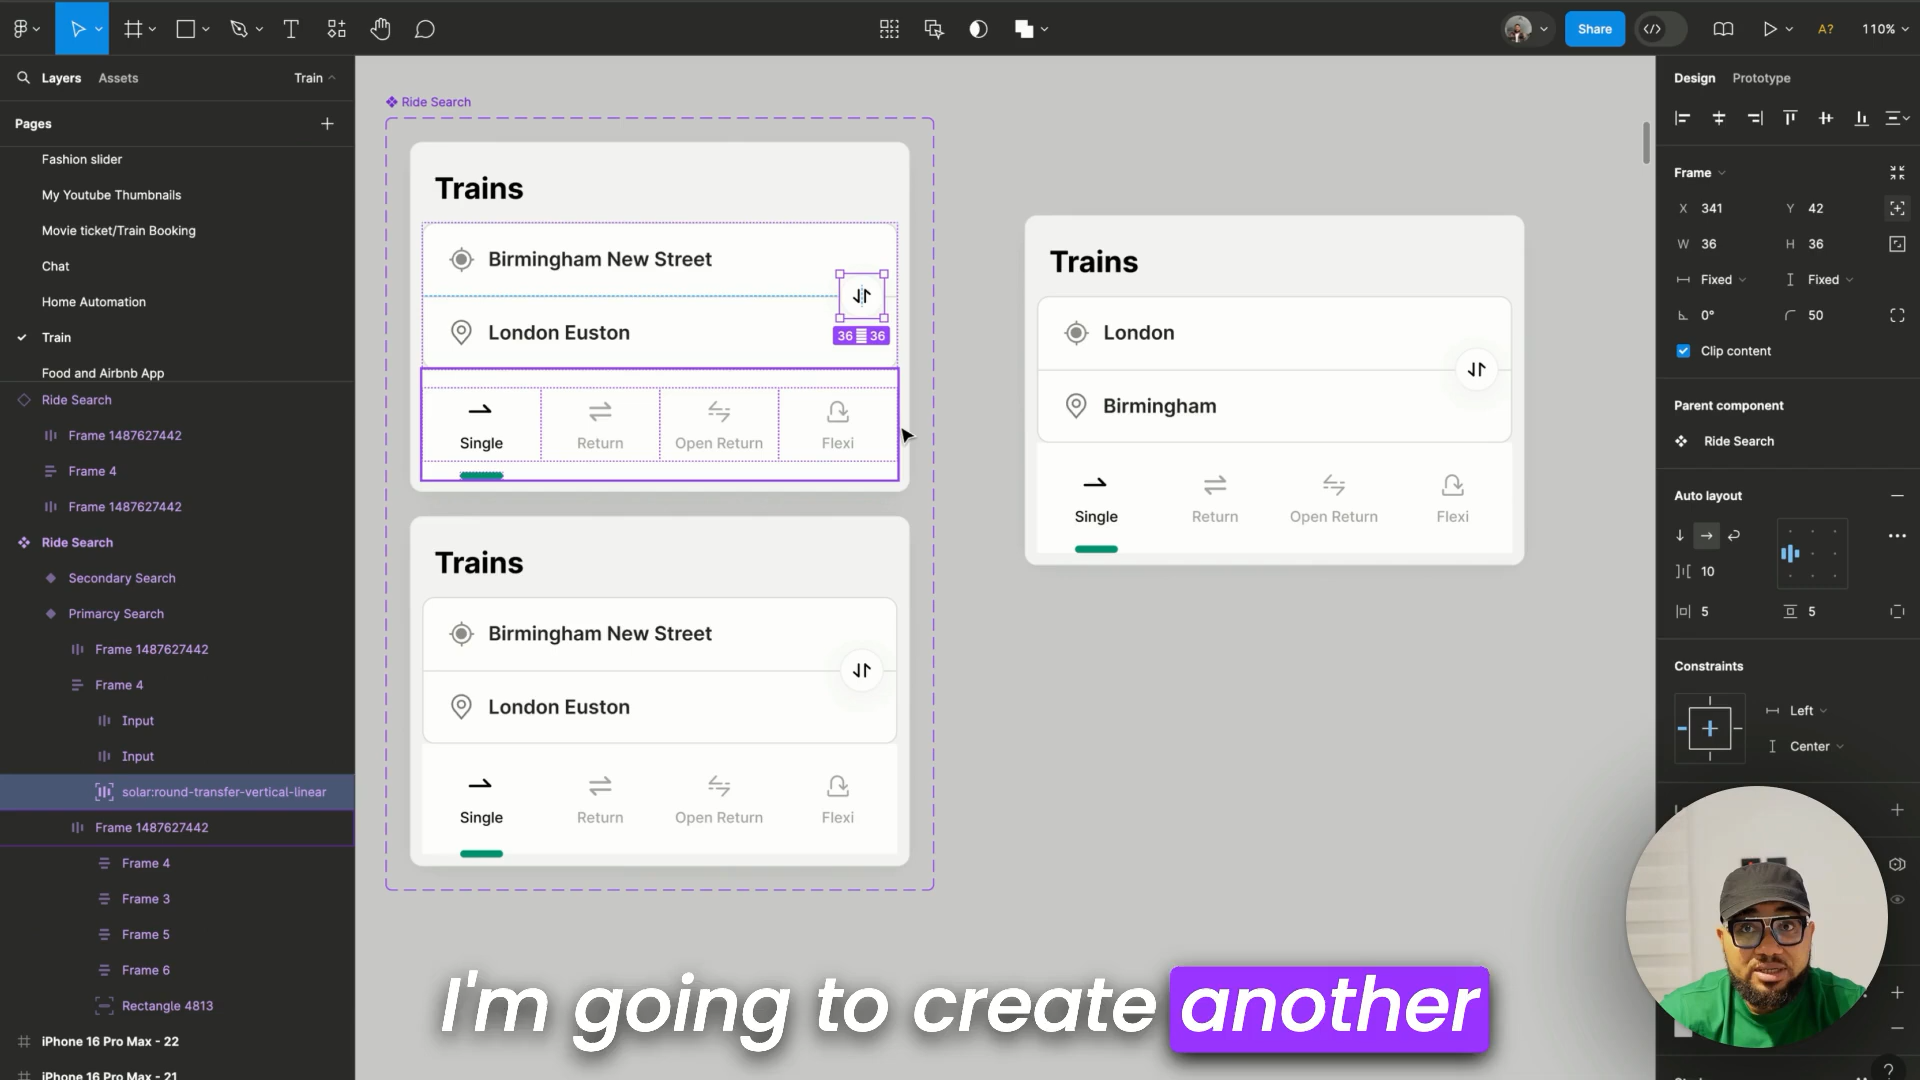 Share
A?
110%
Layers
Assets
Train
Pages
Fashion slider
My Youtube Thumbnails
Movie ticket/Train Booking
Chat
Home Automation
Train
Food and Airbnb App
Ride Search
Frame 1487627442
Frame 4
Frame 1487627442
Ride Search
Secondary Search
Primarcy Search
Frame 1487627442
Frame 4
Input
Input
solar:round-transfer-vertical-linear
Frame 1487627442
Frame 4
Frame 3
Frame 5
Frame 6
Rectangle 4813
iPhone 16 Pro Max - 22
iPhone 16 Pro Max - 21
Ride Search
Trains
Birmingham New Street
London Euston
36 36
Single
Return
Open Return
Flexi
Trains
Birmingham New Street
London Euston
Single
Return
Open Return
Flexi
Trains
London
Birmingham
Single
Return
Open Return
Flexi
I'm going to create another
Design
Prototype
Frame
X 341
Y 42
W 36
H 36
Fixed
Fixed
0°
50
Clip content
Parent component
Ride Search
Auto layout
10
5
5
Constraints
Left
Center
?